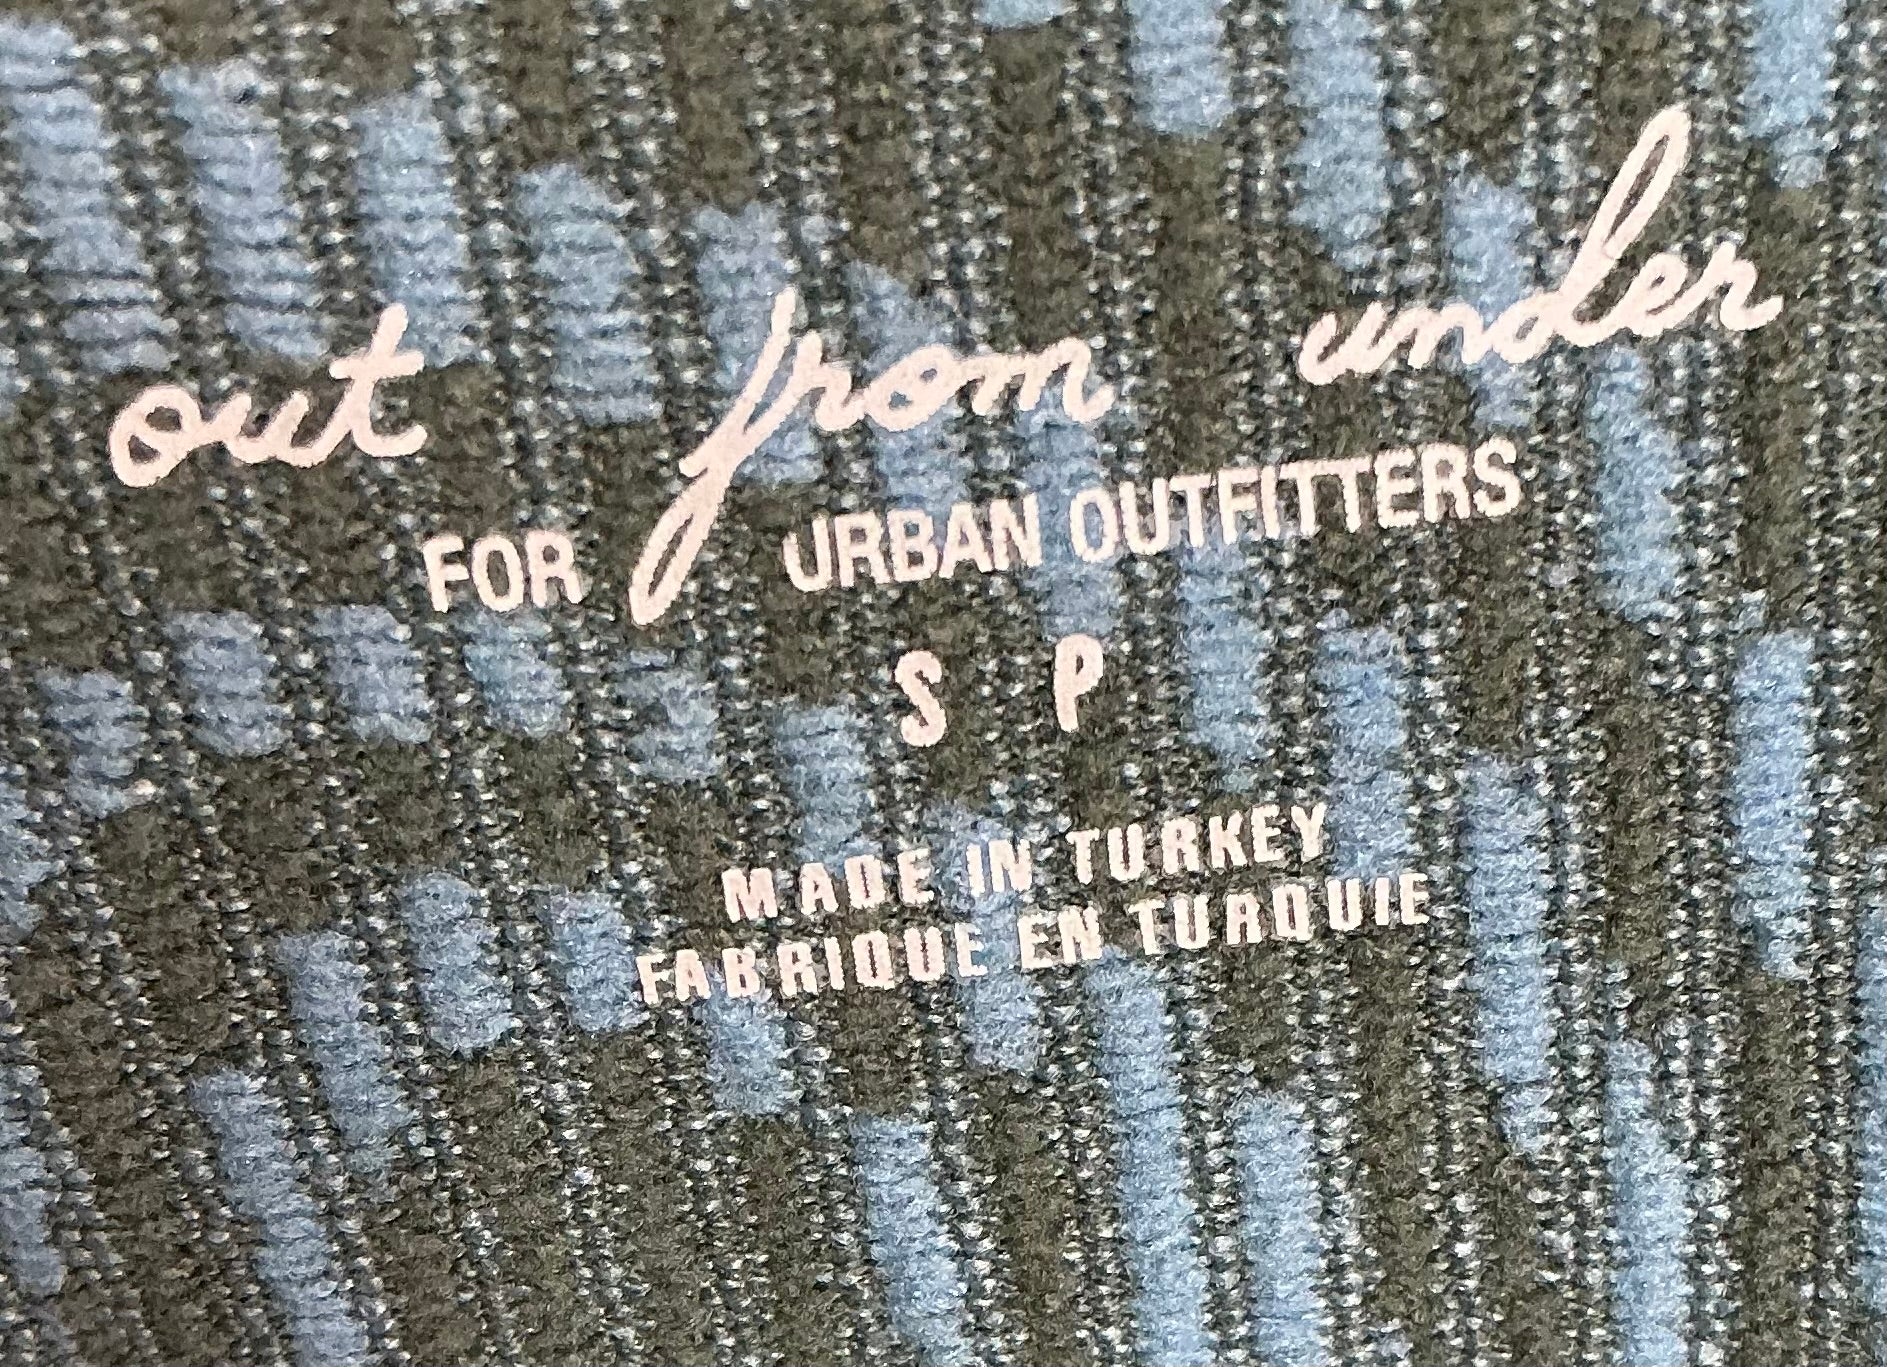 out from under
FOR URBAN OUTFITTERS
S P
MADE IN TURKEY
FABRIQUE EN TURQUIE